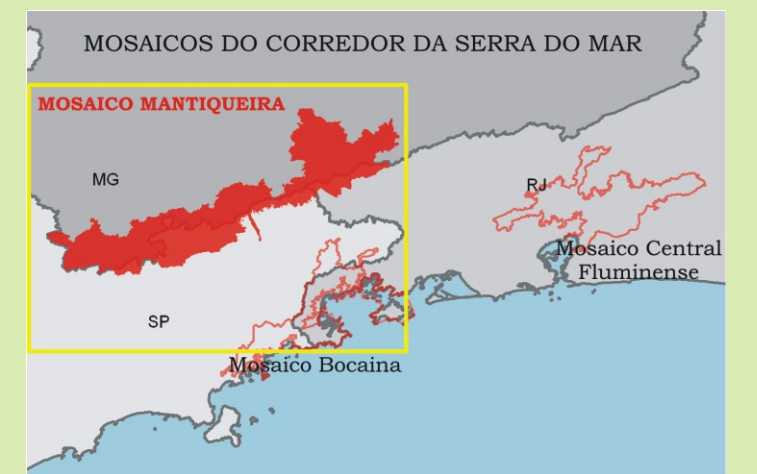 MOSAICOS DO CORREDOR DA SERRA DO MAR
MOSAICO MANTIQUEIRA
MG
RJ
Mosaico Central
Fluminense
SP
Mosaico Bocaina